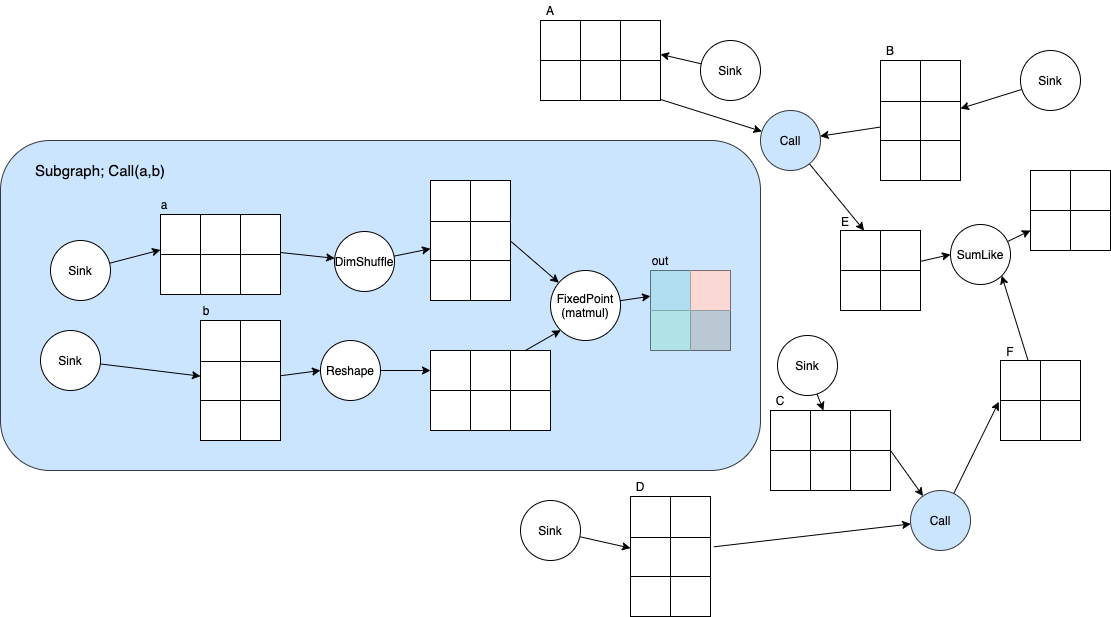 A
Sink
B
Sink
Call
Subgraph; Call(a,b)
a
Sink
DimShuffle
E
SumLike
out
FixedPoint
(matmul)
b
Sink
Reshape
Sink
F
C
D
Sink
Call